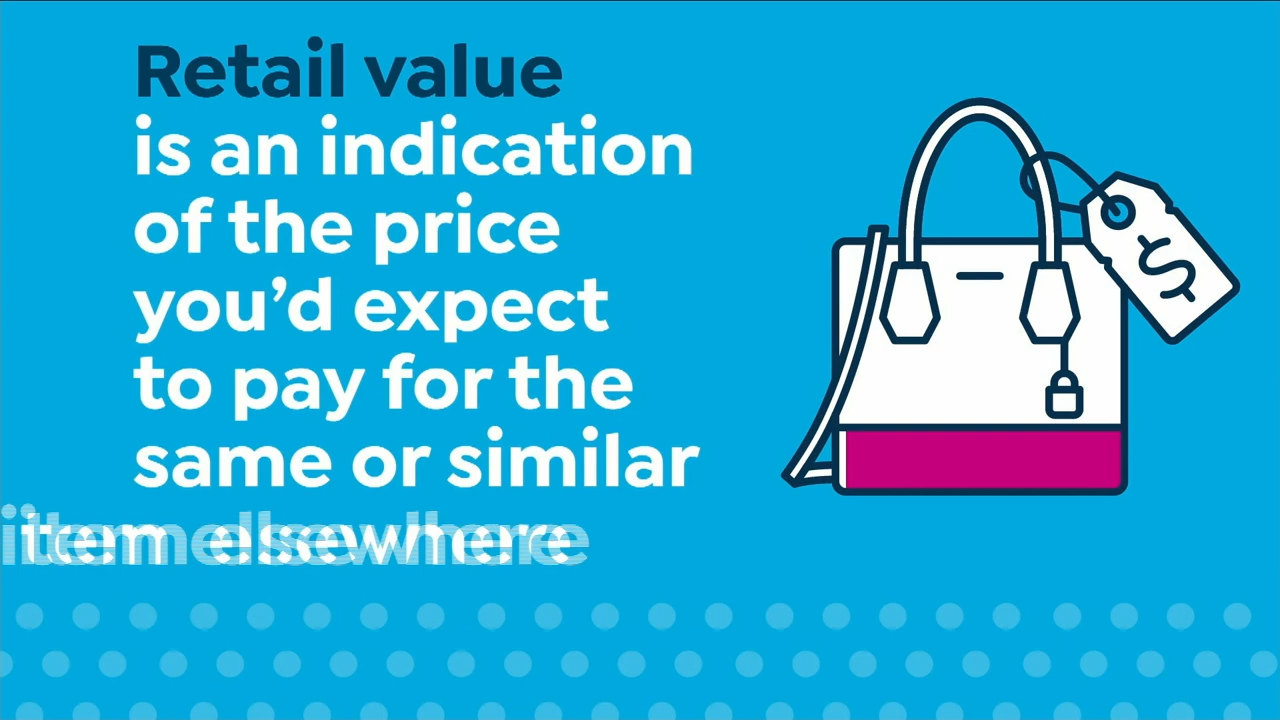 Retail value
is an indication
of the price
you'd expect
to pay for the
same or similar
item elsewhere
$